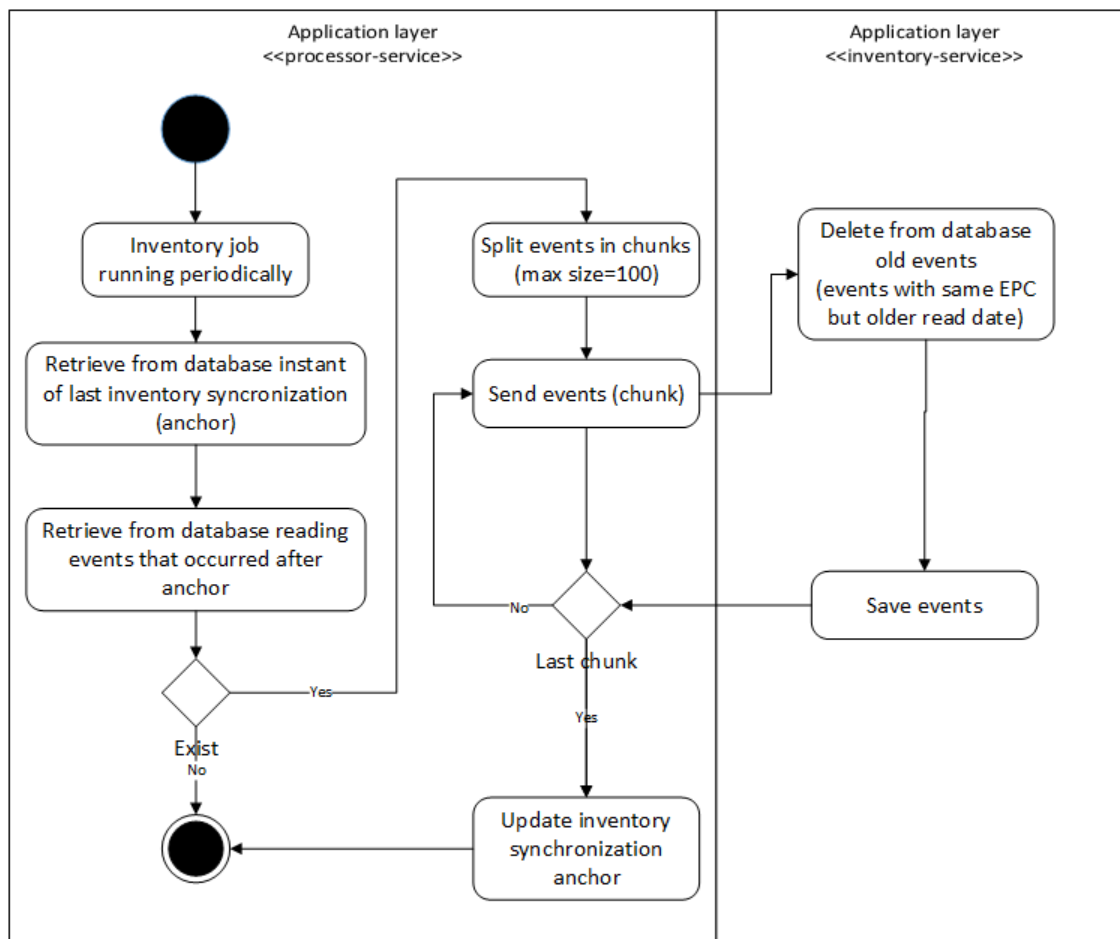 Application layer
<<processor-service>>
Application layer
<<inventory-service>>
Inventory job
running periodically
Retrieve from database instant
of last inventory syncronization
(anchor)
Retrieve from database reading
events that occurred after
anchor
Yes
Exist
No
Split events in chunks
(max size=100)
Send events (chunk)
No
Last chunk
Yes
Update inventory
synchronization
anchor
Delete from database
old events
(events with same EPC
but older read date)
Save events